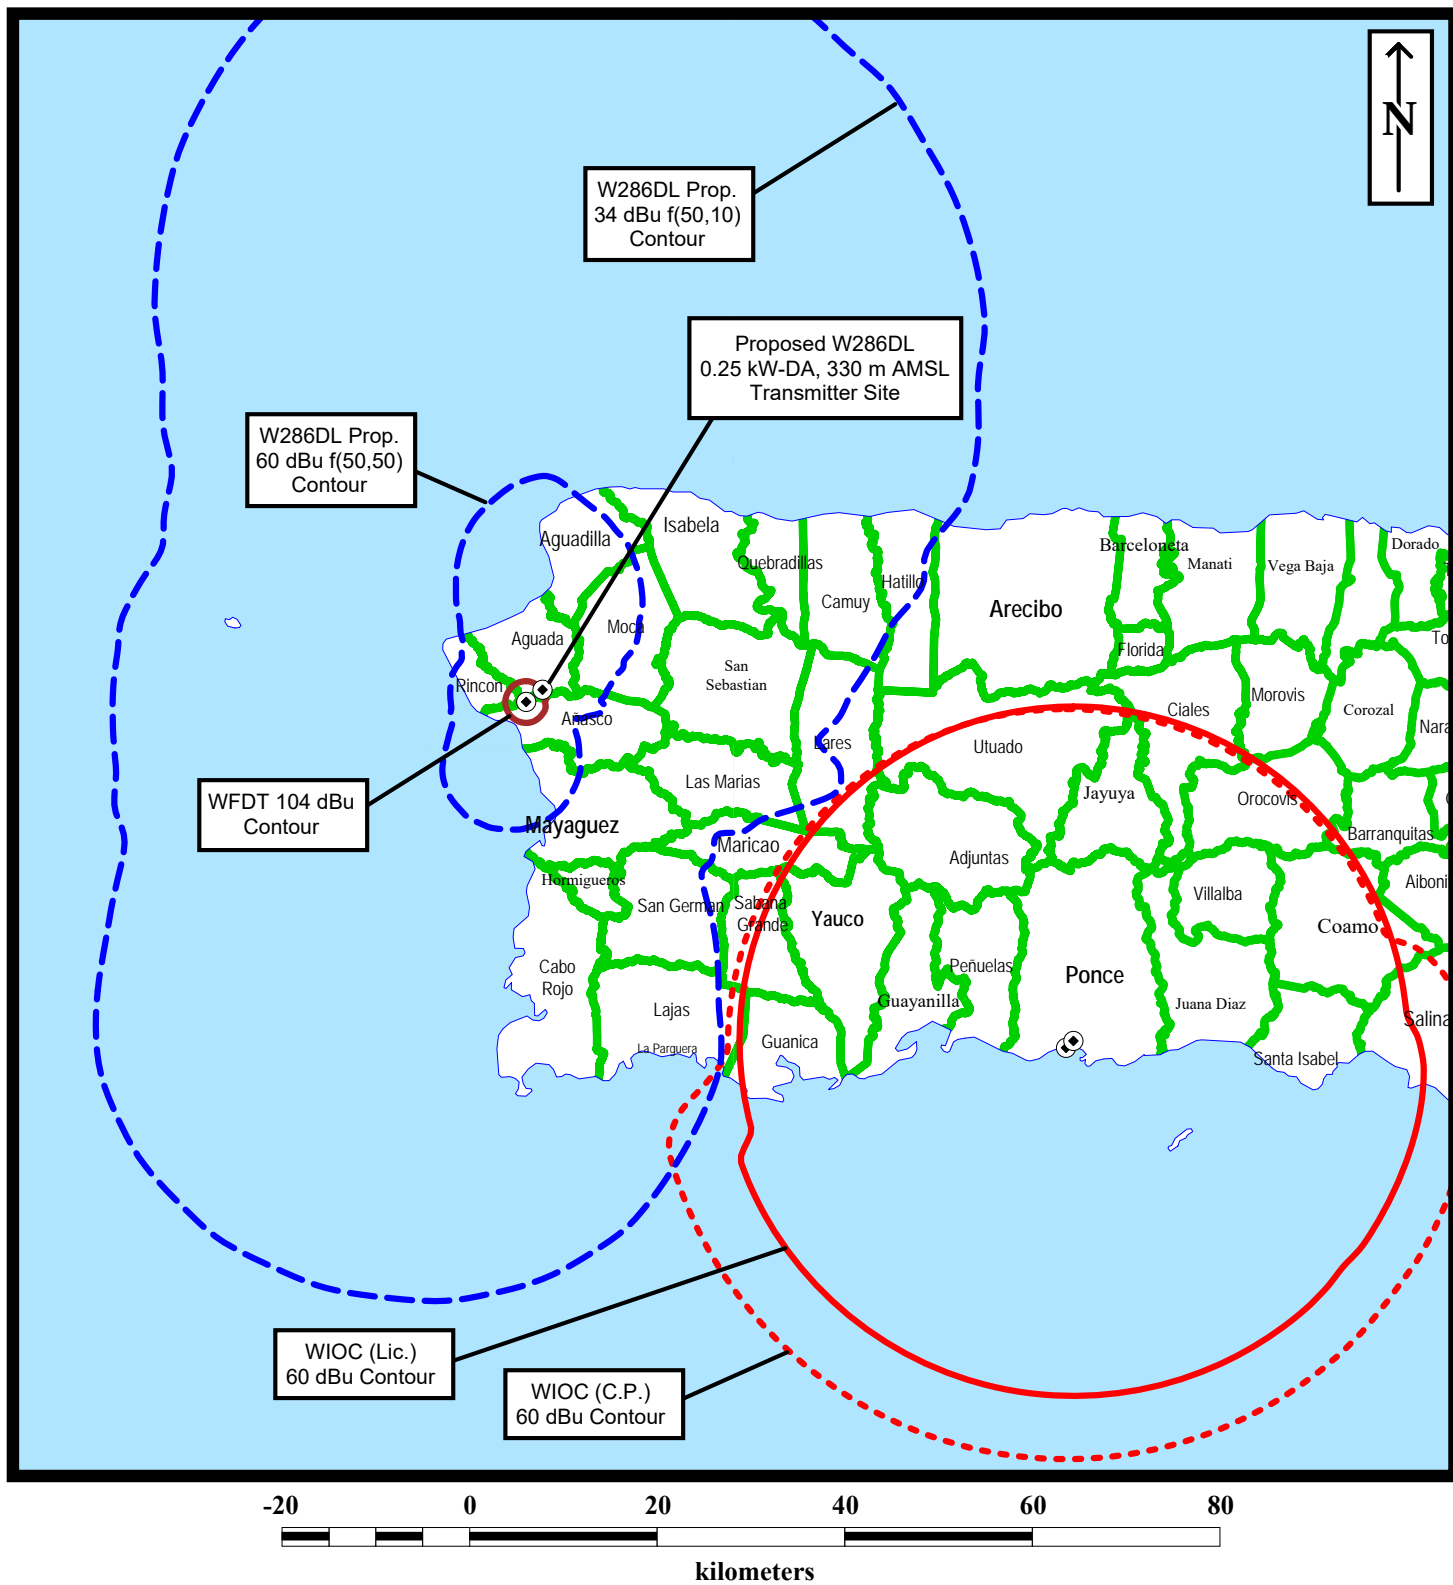 N
W286DL Prop.
34 dBu f(50,10)
Contour
Proposed W286DL
0.25 kW-DA, 330 m AMSL
Transmitter Site
W286DL Prop.
60 dBu f(50,50)
Contour
Isabela
Aguadilla
Quebradillas
Hatillo
Camuy
Arecibo
Barceloneta
Manati
Vega Baja
Dorado
Aguada
Moca
San
Sebastian
Florida
To
Rincon
Añasco
Lares
Utuado
Ciales
Morovis
Corozal
Nara
Las Marias
Jayuya
Orocovis
Barranquitas
WFDT 104 dBu
Contour
Mayaguez
Maricao
Adjuntas
Hormigueros
San German
Sabana
Grande
Yauco
Villalba
Aiboni
Coamo
Cabo
Rojo
Lajas
La Parguera
Guanica
Guayanilla
Peñuelas
Ponce
Juana Diaz
Salina
Santa Isabel
WIOC (Lic.)
60 dBu Contour
WIOC (C.P.)
60 dBu Contour
-20 0 20 40 60 80
kilometers